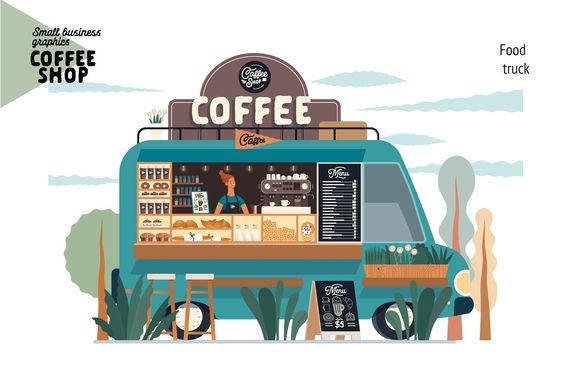 Small business
graphics
COFFEE
SHOP
Food
truck
Coffee
Shop
COFFEE
Coffee
Menu
Menu
$5